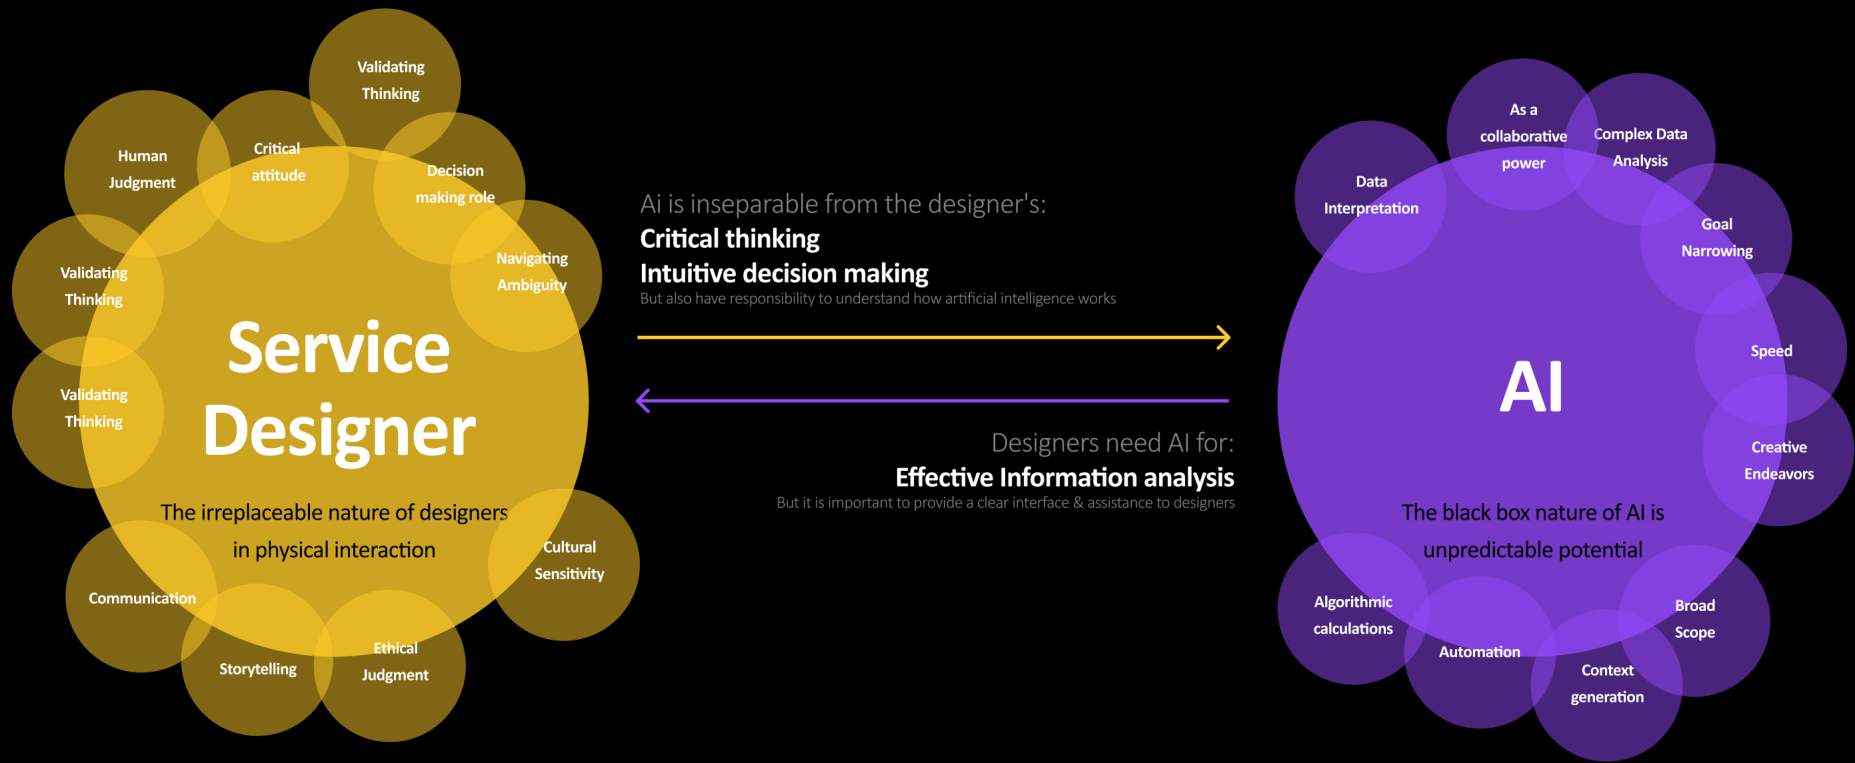 Validating
Thinking
Human
Judgment
Critical
attitude
Decision
making role
Validating
Thinking
Navigating
Ambiguity
Validating
Thinking
Service
Designer
The irreplaceable nature of designers
in physical interaction
Communication
Storytelling
Ethical
Judgment
Cultural
Sensitivity
Ai is inseparable from the designer's:
Critical thinking
Intuitive decision making
But also have responsibility to understand how artificial intelligence works
Designers need AI for:
Effective Information analysis
But it is important to provide a clear interface & assistance to designers
Data
Interpretation
As a
collaborative
power
Complex Data
Analysis
Goal
Narrowing
Speed
Creative
Endeavors
AI
The black box nature of AI is
unpredictable potential
Algorithmic
calculations
Automation
Context
generation
Broad
Scope